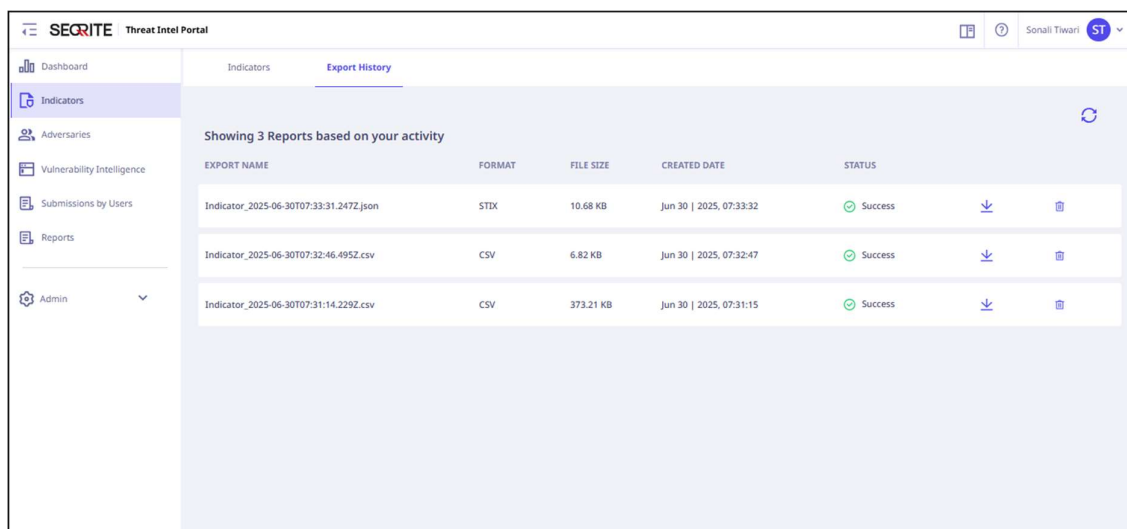 SEQRITE Threat Intel Portal
Sonali Tiwari ST
Dashboard
Indicators
Adversaries
Vulnerability Intelligence
Submissions by Users
Reports
Admin
Indicators Export History
Showing 3 Reports based on your activity
EXPORT NAME FORMAT FILE SIZE CREATED DATE STATUS
Indicator_2025-06-30T07:33:31.247Z.json STIX 10.68 KB Jun 30 | 2025, 07:33:32 Success
Indicator_2025-06-30T07:32:46.495Z.csv CSV 6.82 KB Jun 30 | 2025, 07:32:47 Success
Indicator_2025-06-30T07:31:14.229Z.csv CSV 373.21 KB Jun 30 | 2025, 07:31:15 Success